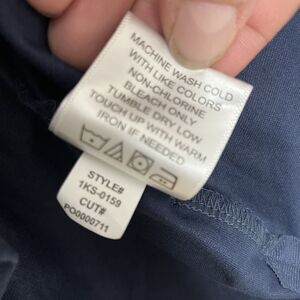 MACHINE WASH COLD
WITH LIKE COLORS
NON-CHLORINE
BLEACH ONLY
TUMBLE DRY LOW
TOUCH UP WITH WARM
IRON IF NEEDED
STYLE#
1KS-0159
CUT#
PO0000711